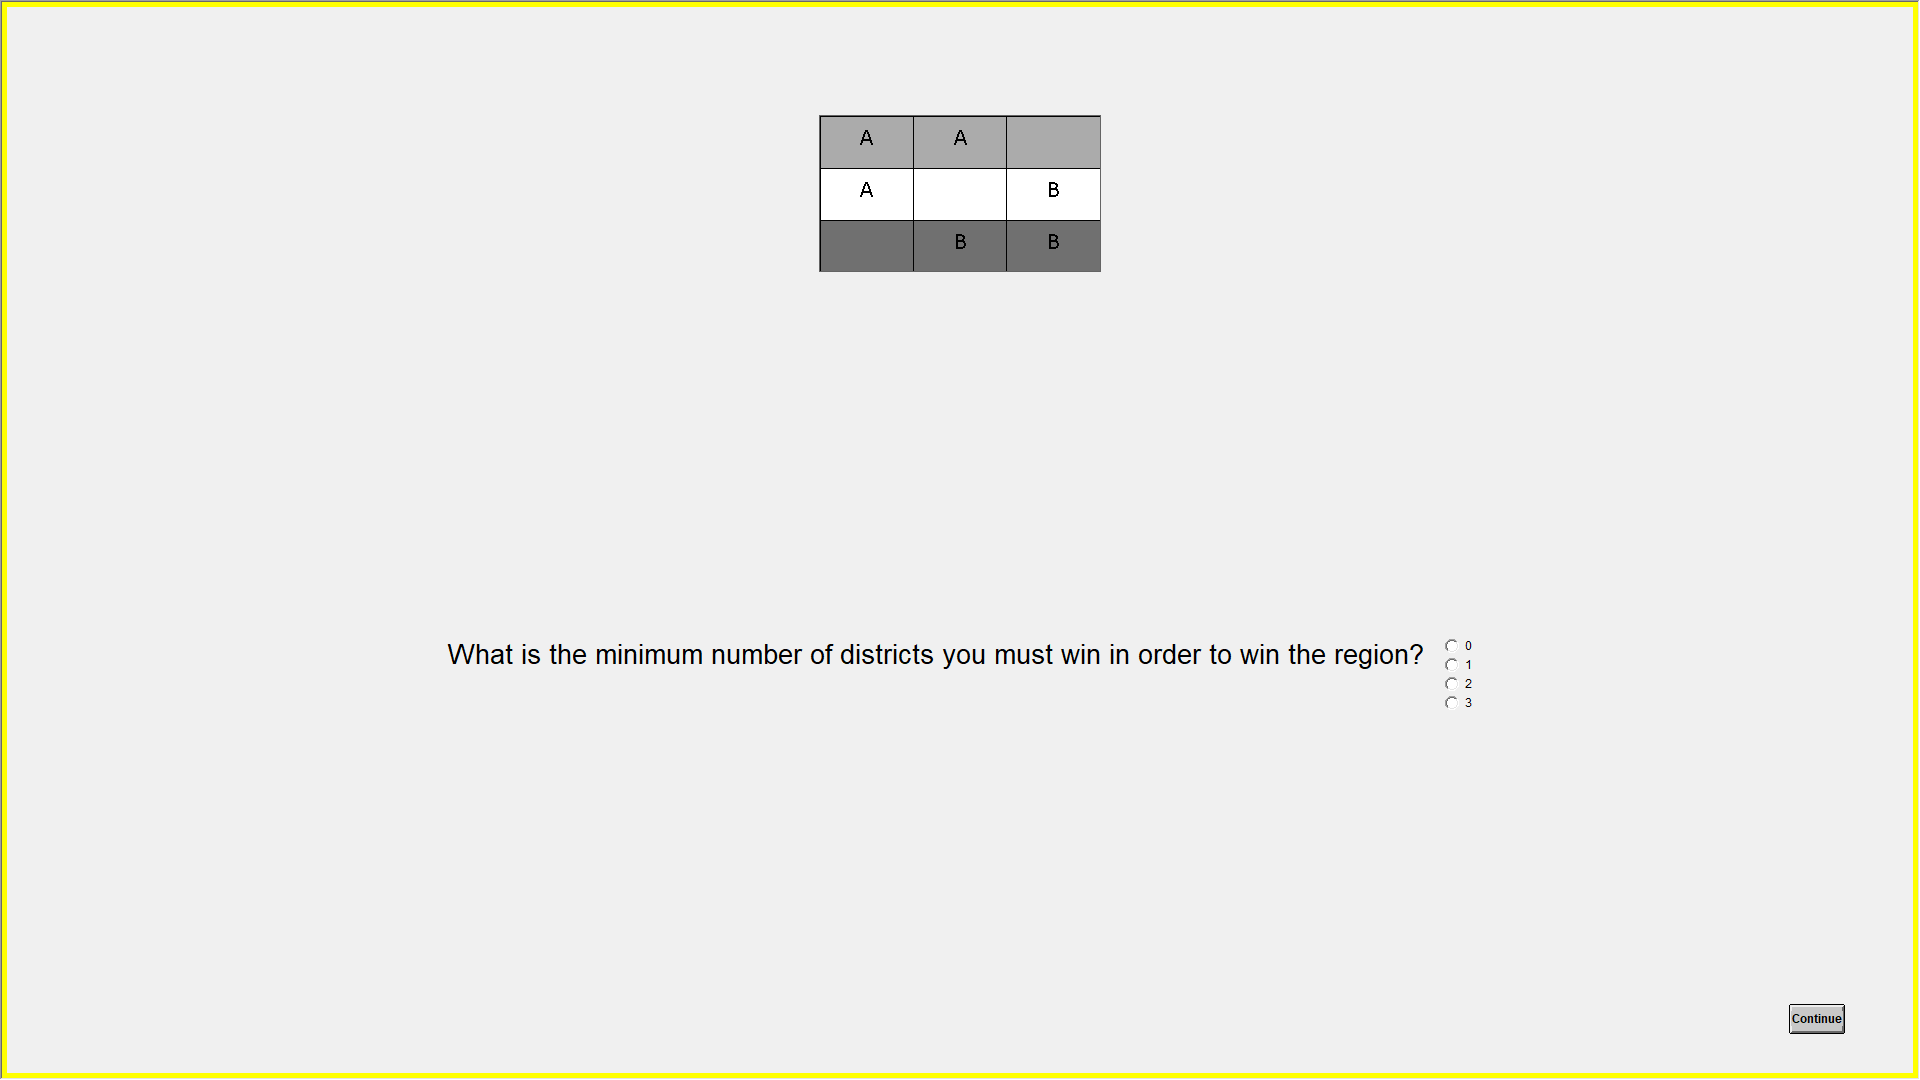 A A
A B
B B
What is the minimum number of districts you must win in order to win the region?
0
1
2
3
Continue